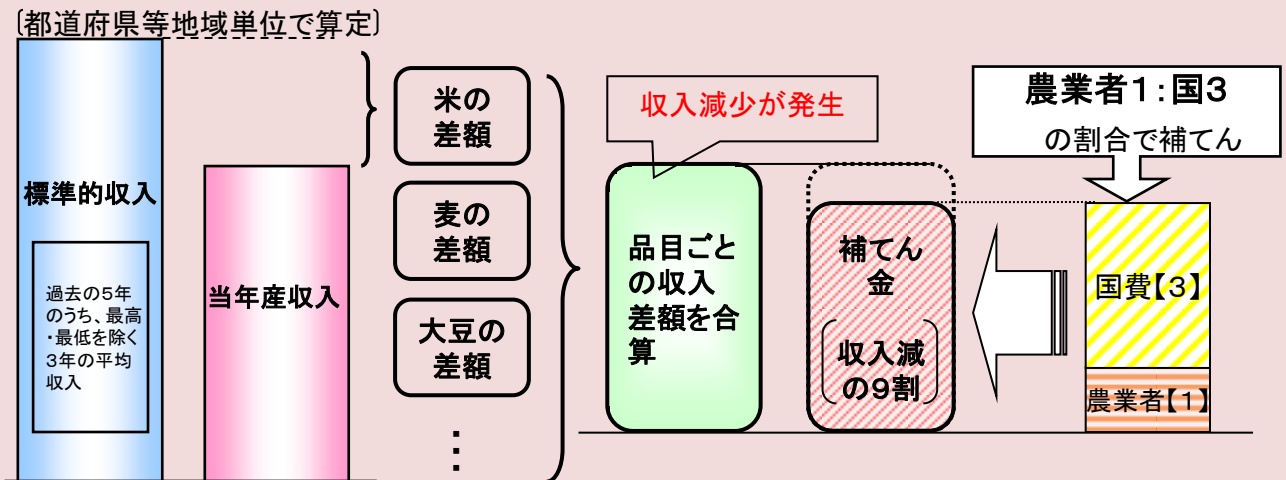 〔都道府県等地域単位で算定〕
標準的収入
過去の5年
のうち、最高
・最低を除く
3年の平均
収入
当年産収入
米の
差額
麦の
差額
大豆の
差額
⋮
収入減少が発生
品目ごと
の収入
差額を合
算
補てん
金
収入減
の9割
農業者1:国3
の割合で補てん
国費【3】
農業者【1】